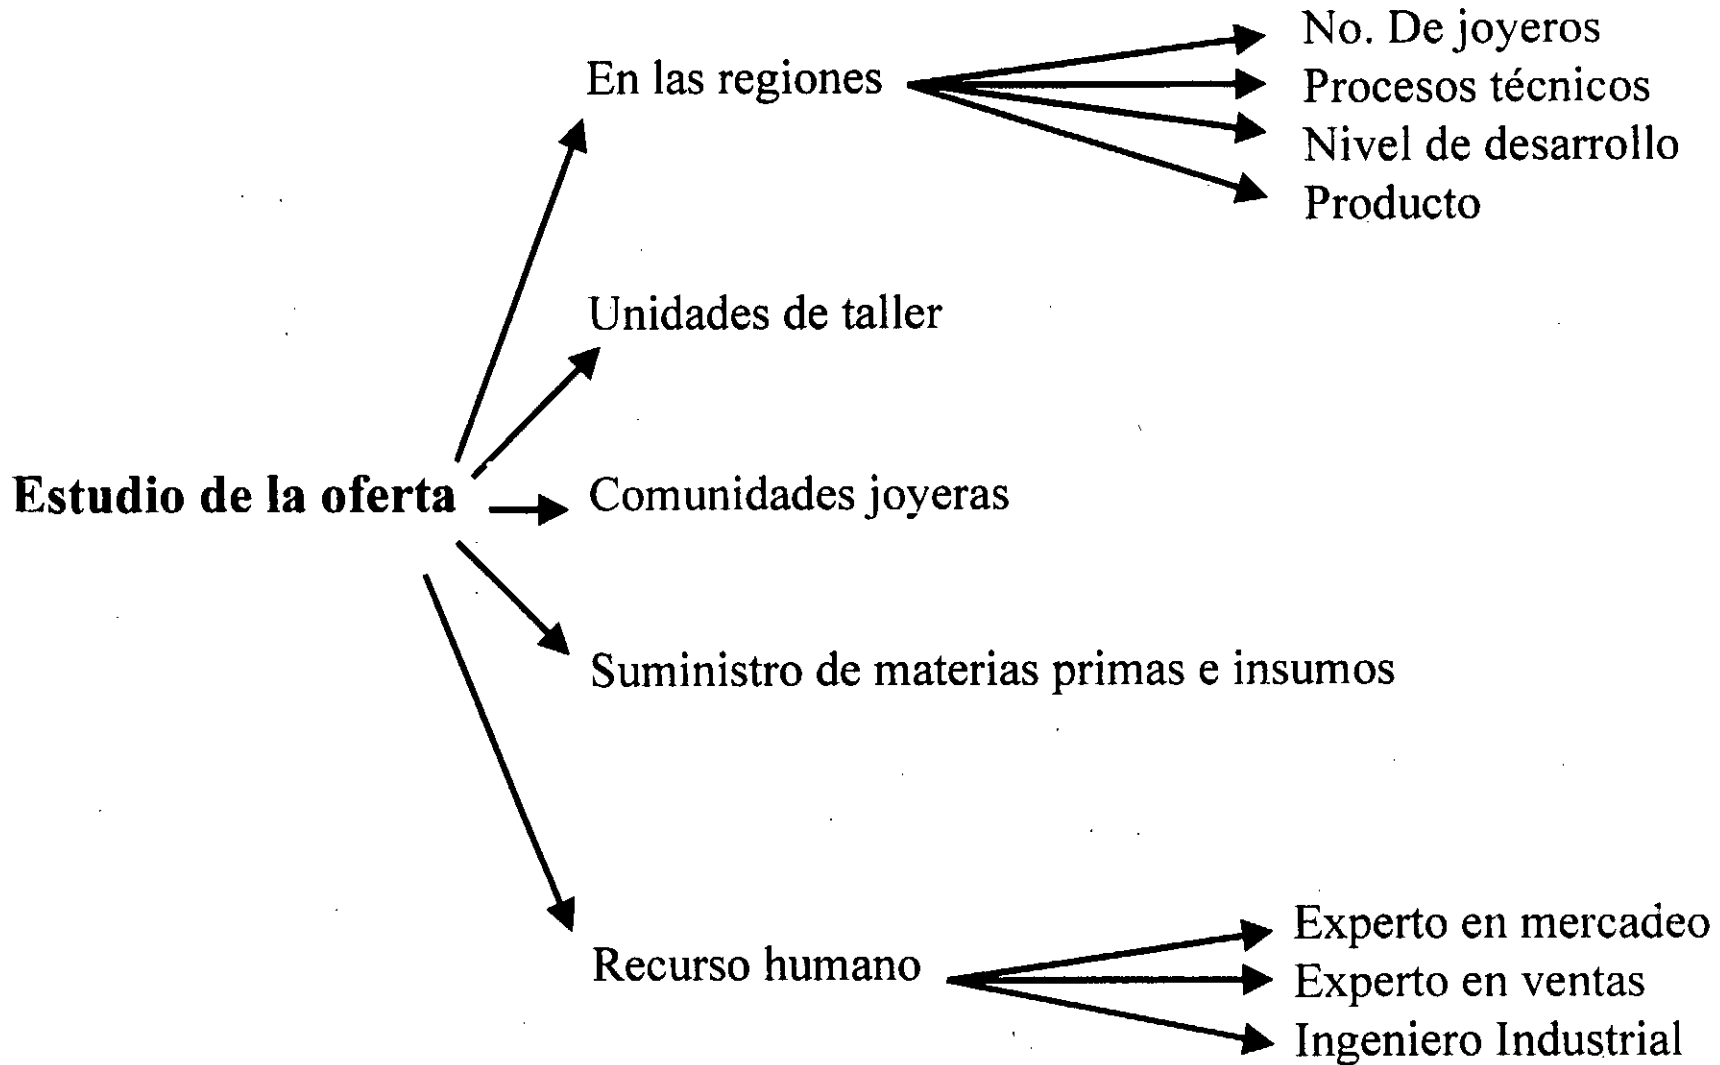 No. De joyeros
En las regiones
Procesos técnicos
Nivel de desarrollo
Producto
Unidades de taller
Estudio de la oferta
Comunidades joyeras
Suministro de materias primas e insumos
Recurso humano
Experto en mercadeo
Experto en ventas
Ingeniero Industrial